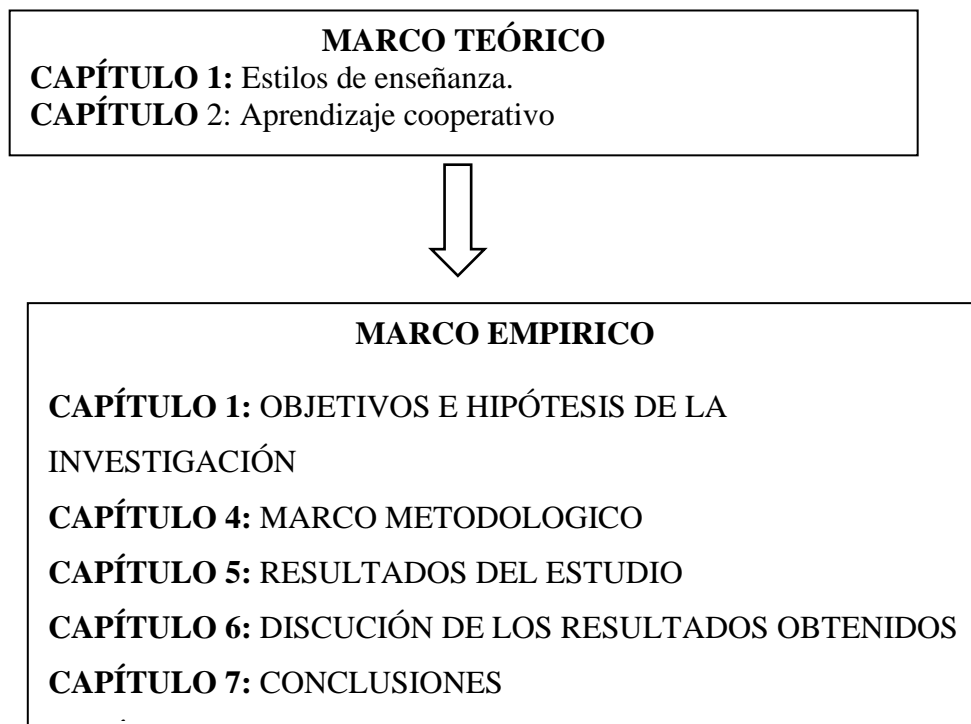 MARCO TEÓRICO
CAPÍTULO 1: Estilos de enseñanza.
CAPÍTULO 2: Aprendizaje cooperativo
MARCO EMPIRICO
CAPÍTULO 1: OBJETIVOS E HIPÓTESIS DE LA
INVESTIGACIÓN
CAPÍTULO 4: MARCO METODOLOGICO
CAPÍTULO 5: RESULTADOS DEL ESTUDIO
CAPÍTULO 6: DISCUCIÓN DE LOS RESULTADOS OBTENIDOS
CAPÍTULO 7: CONCLUSIONES